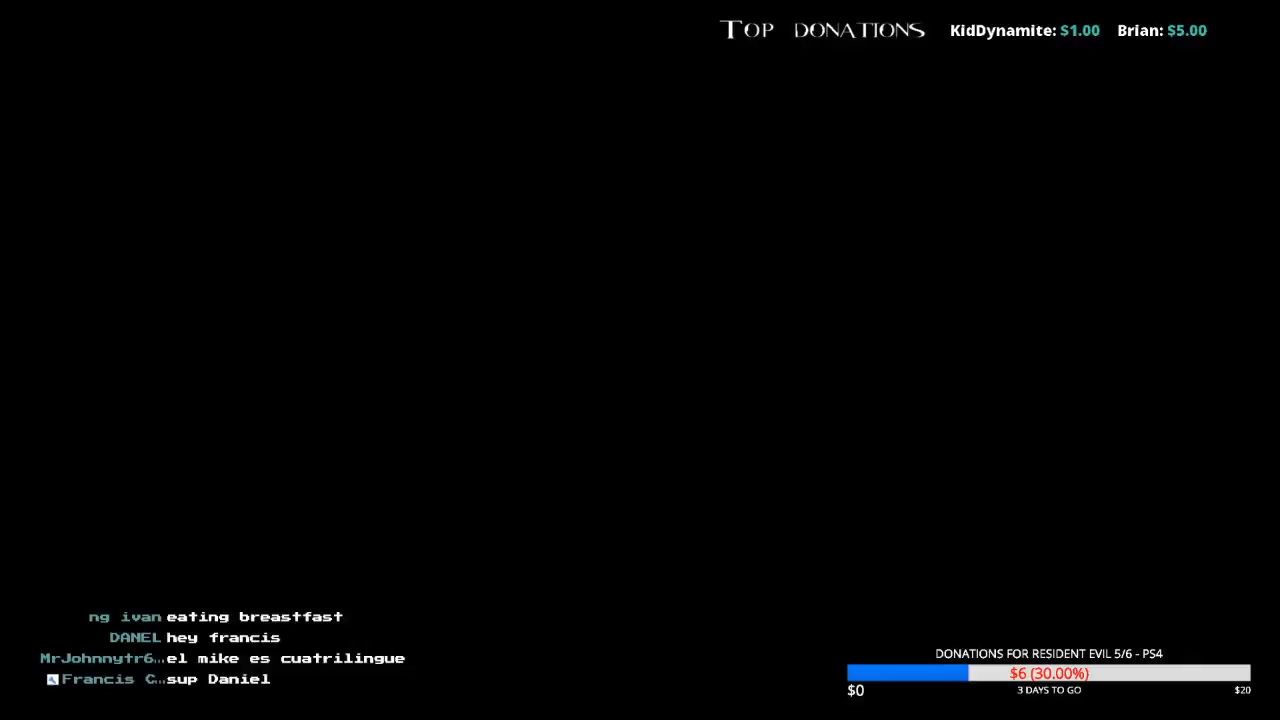 Top donations KidDynamite: $1.00 Brian: $5.00
ng ivan eating breastfast
DANEL hey francis
MrJohnnytr6… el mike es cuatrilingue
Francis C… sup Daniel
DONATIONS FOR RESIDENT EVIL 5/6 - PS4
$6 (30.00%)
$0 3 DAYS TO GO $20